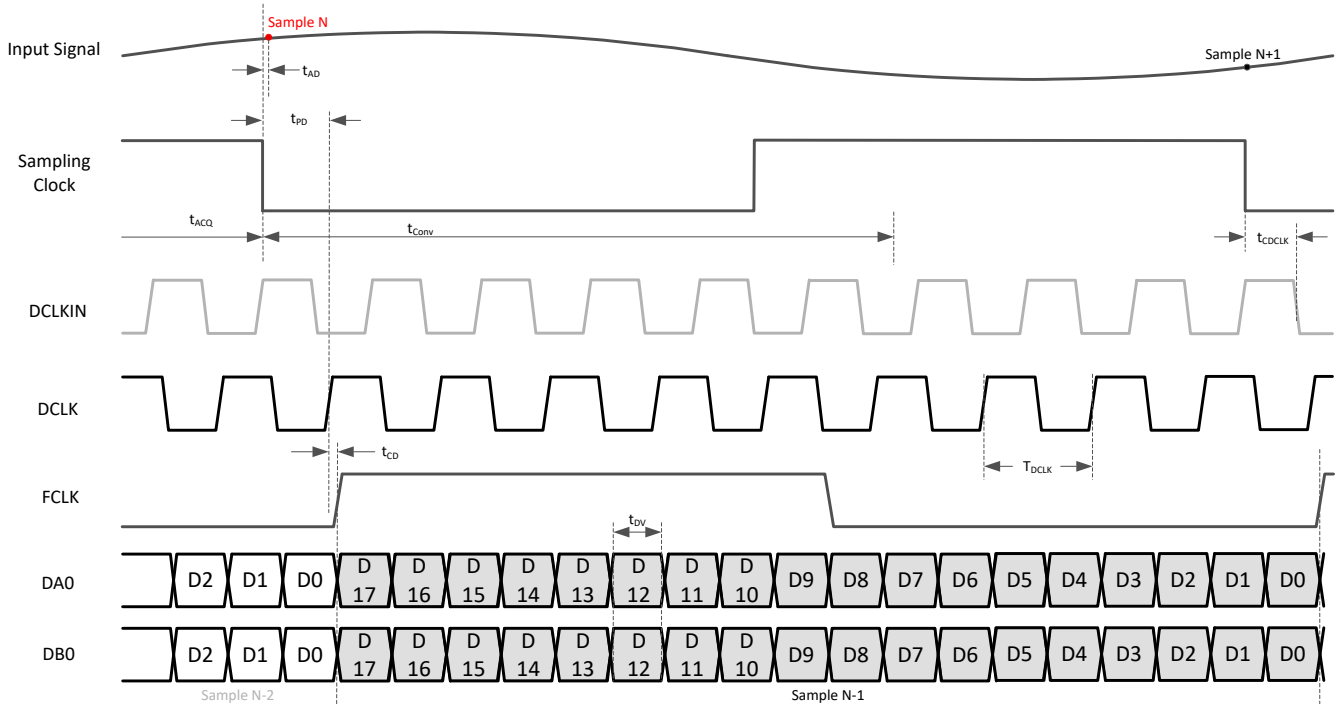 Sample N
Input Signal
Sample N+1
tAD
tPD
Sampling
Clock
tACQ
tConv
tCDCLK
DCLKIN
DCLK
tCD
TDCLK
FCLK
tDV
DA0
D2 D1 D0 D 17 D 16 D 15 D 14 D 13 D 12 D 11 D 10 D9 D8 D7 D6 D5 D4 D3 D2 D1 D0
DB0
D2 D1 D0 D 17 D 16 D 15 D 14 D 13 D 12 D 11 D 10 D9 D8 D7 D6 D5 D4 D3 D2 D1 D0
Sample N-2
Sample N-1